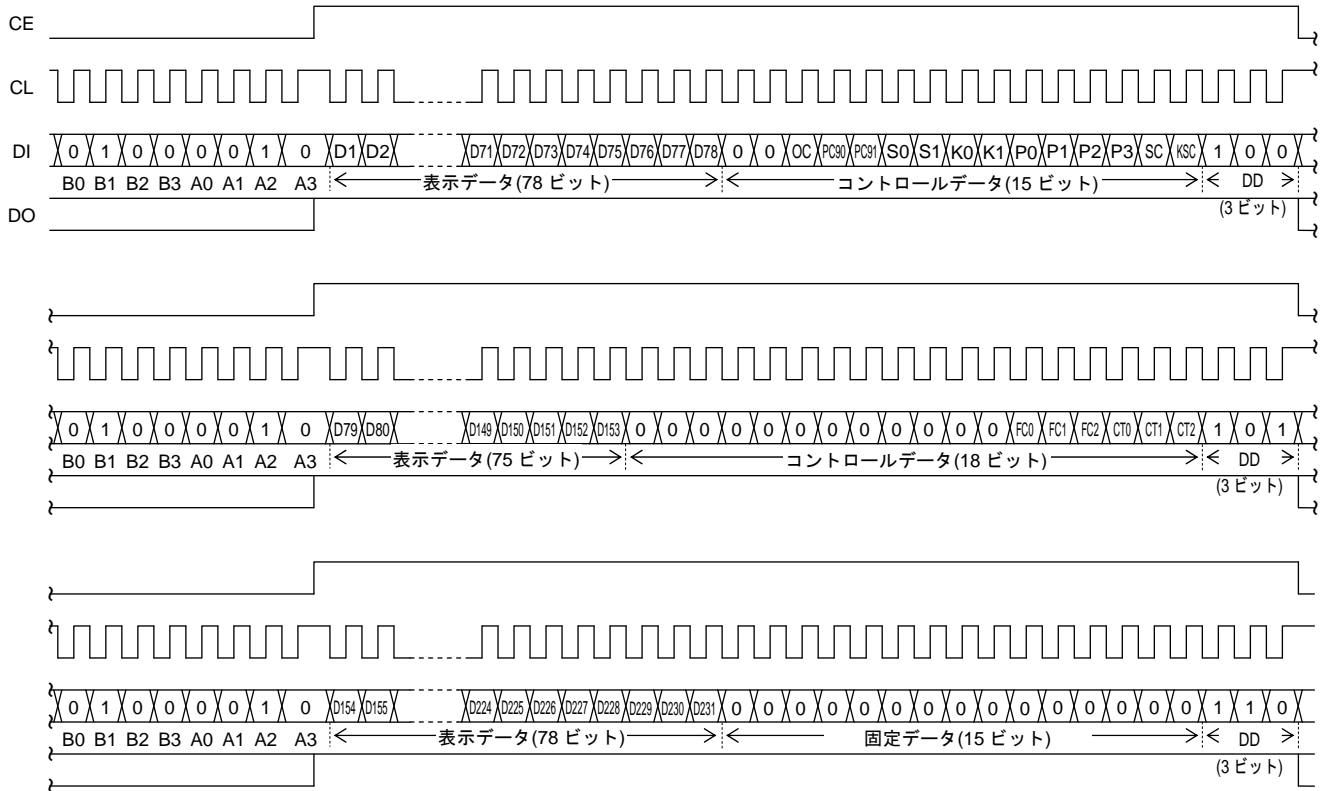 CE
CL
DI 0 1 0 0 0 0 1 0 D1 D2 D71 D72 D73 D74 D75 D76 D77 D78 0 0 OC PC90 PC91 S0 S1 K0 K1 P0 P1 P2 P3 SC KSC 1 0 0
B0 B1 B2 B3 A0 A1 A2 A3 表示データ(78 ビット) コントロールデータ(15 ビット) DD
(3 ビット)
DO
0 1 0 0 0 0 1 0 D79 D80 D149 D150 D151 D152 D153 0 0 0 0 0 0 0 0 0 0 0 0 FC0 FC1 FC2 CT0 CT1 CT2 1 0 1
B0 B1 B2 B3 A0 A1 A2 A3 表示データ(75 ビット) コントロールデータ(18 ビット) DD
(3 ビット)
0 1 0 0 0 0 1 0 D154 D155 D224 D225 D226 D227 D228 D229 D230 D231 0 0 0 0 0 0 0 0 0 0 0 0 0 0 0 1 1 0
B0 B1 B2 B3 A0 A1 A2 A3 表示データ(78 ビット) 固定データ(15 ビット) DD
(3 ビット)